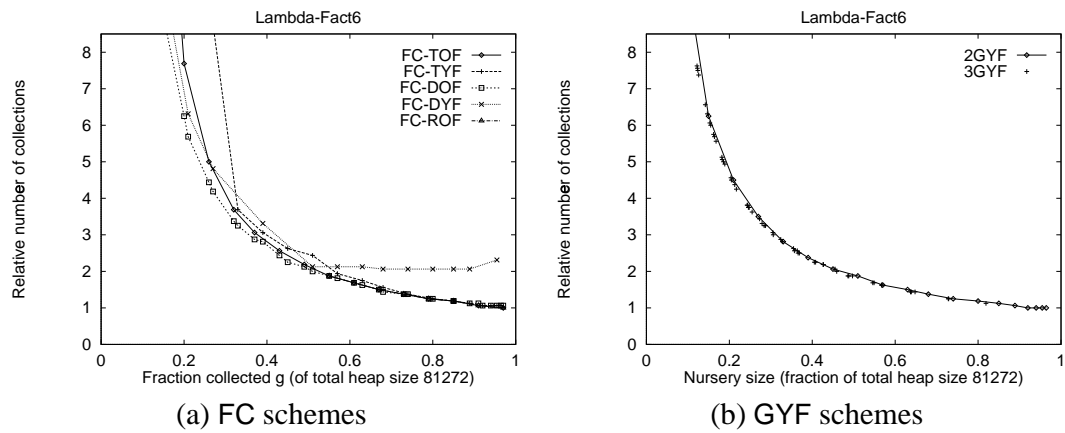 Lambda-Fact6
Relative number of collections
8
7
6
5
4
3
2
1
0
FC-TOF
FC-TYF
FC-DOF
FC-DYF
FC-ROF
0 0.2 0.4 0.6 0.8 1
Fraction collected g (of total heap size 81272)
(a) FC schemes
Lambda-Fact6
Relative number of collections
8
7
6
5
4
3
2
1
0
2GYF
3GYF
0 0.2 0.4 0.6 0.8 1
Nursery size (fraction of total heap size 81272)
(b) GYF schemes